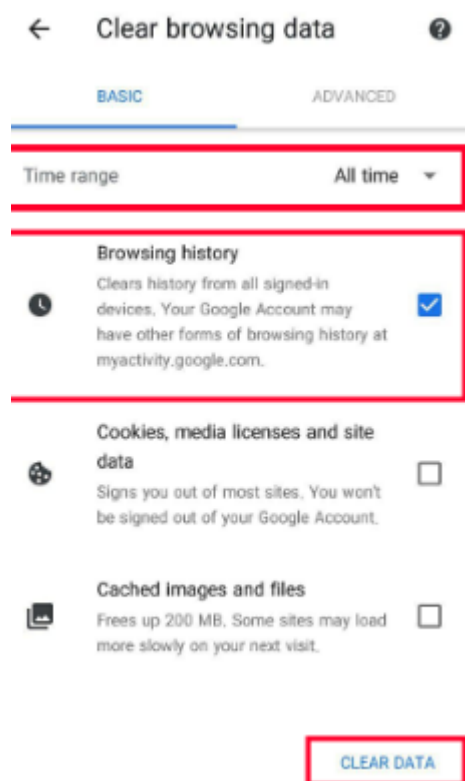 Clear browsing data
BASIC
ADVANCED
Time range
All time
Browsing history
Clears history from all signed-in
devices. Your Google Account may
have other forms of browsing history at
myactivity.google.com.
Cookies, media licenses and site
data
Signs you out of most sites. You won't
be signed out of your Google Account.
Cached images and files
Frees up 200 MB. Some sites may load
more slowly on your next visit.
CLEAR DATA